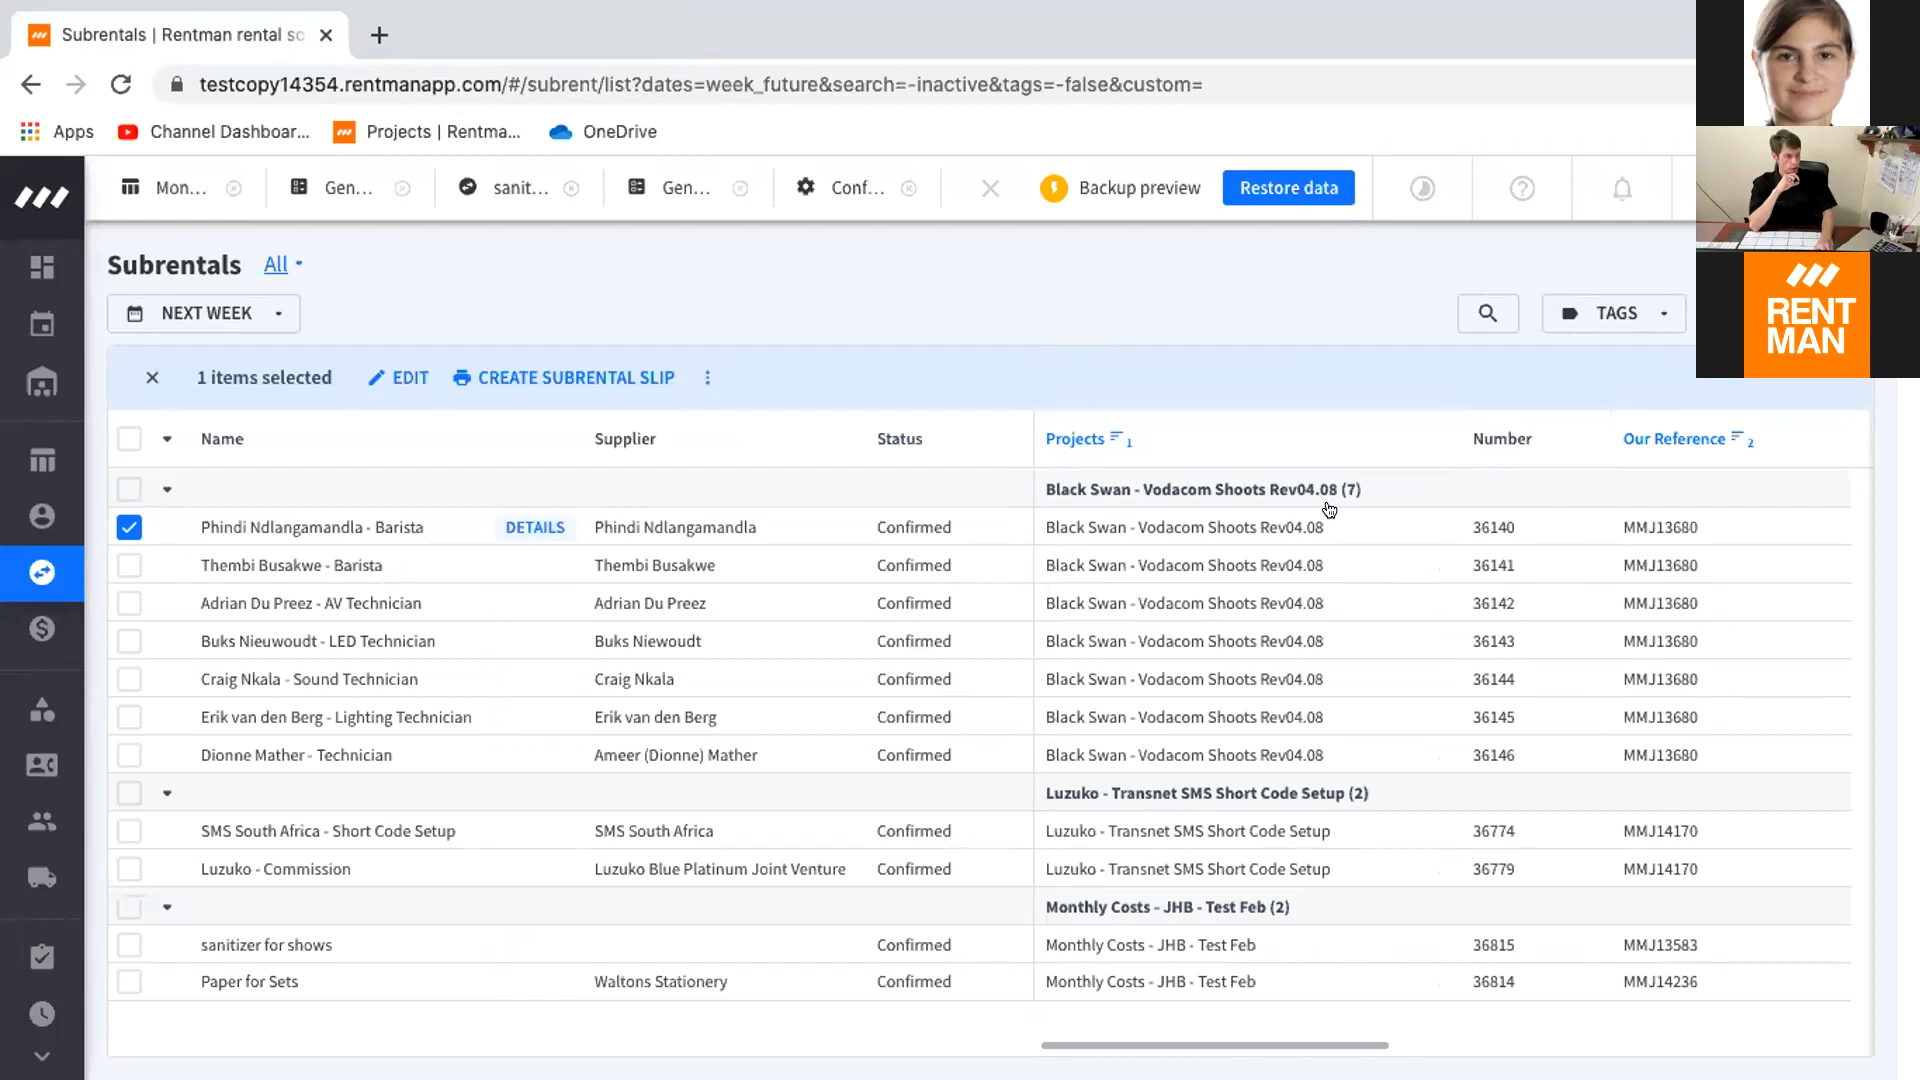 Subrentals | Rentman rental so
testcopy14354.rentmanapp.com/#/subrent/list?dates=week_future&search=-inactive&tags=-false&custom=
Apps Channel Dashboar... Projects | Rentma... OneDrive
Mon... Gen... sanit... Gen... Conf... Backup preview Restore data
RENT
MAN
Subrentals All
NEXT WEEK TAGS
1 items selected EDIT CREATE SUBRENTAL SLIP
Name Supplier Status Projects 1 Number Our Reference 2
Black Swan - Vodacom Shoots Rev04.08 (7)
Phindi Ndlangamandla - Barista DETAILS Phindi Ndlangamandla Confirmed Black Swan - Vodacom Shoots Rev04.08 36140 MMJ13680
Thembi Busakwe - Barista Thembi Busakwe Confirmed Black Swan - Vodacom Shoots Rev04.08 36141 MMJ13680
Adrian Du Preez - AV Technician Adrian Du Preez Confirmed Black Swan - Vodacom Shoots Rev04.08 36142 MMJ13680
Buks Nieuwoudt - LED Technician Buks Niewoudt Confirmed Black Swan - Vodacom Shoots Rev04.08 36143 MMJ13680
Craig Nkala - Sound Technician Craig Nkala Confirmed Black Swan - Vodacom Shoots Rev04.08 36144 MMJ13680
Erik van den Berg - Lighting Technician Erik van den Berg Confirmed Black Swan - Vodacom Shoots Rev04.08 36145 MMJ13680
Dionne Mather - Technician Ameer (Dionne) Mather Confirmed Black Swan - Vodacom Shoots Rev04.08 36146 MMJ13680
Luzuko - Transnet SMS Short Code Setup (2)
SMS South Africa - Short Code Setup SMS South Africa Confirmed Luzuko - Transnet SMS Short Code Setup 36774 MMJ14170
Luzuko - Commission Luzuko Blue Platinum Joint Venture Confirmed Luzuko - Transnet SMS Short Code Setup 36779 MMJ14170
Monthly Costs - JHB - Test Feb (2)
sanitizer for shows Confirmed Monthly Costs - JHB - Test Feb 36815 MMJ13583
Paper for Sets Waltons Stationery Confirmed Monthly Costs - JHB - Test Feb 36814 MMJ14236